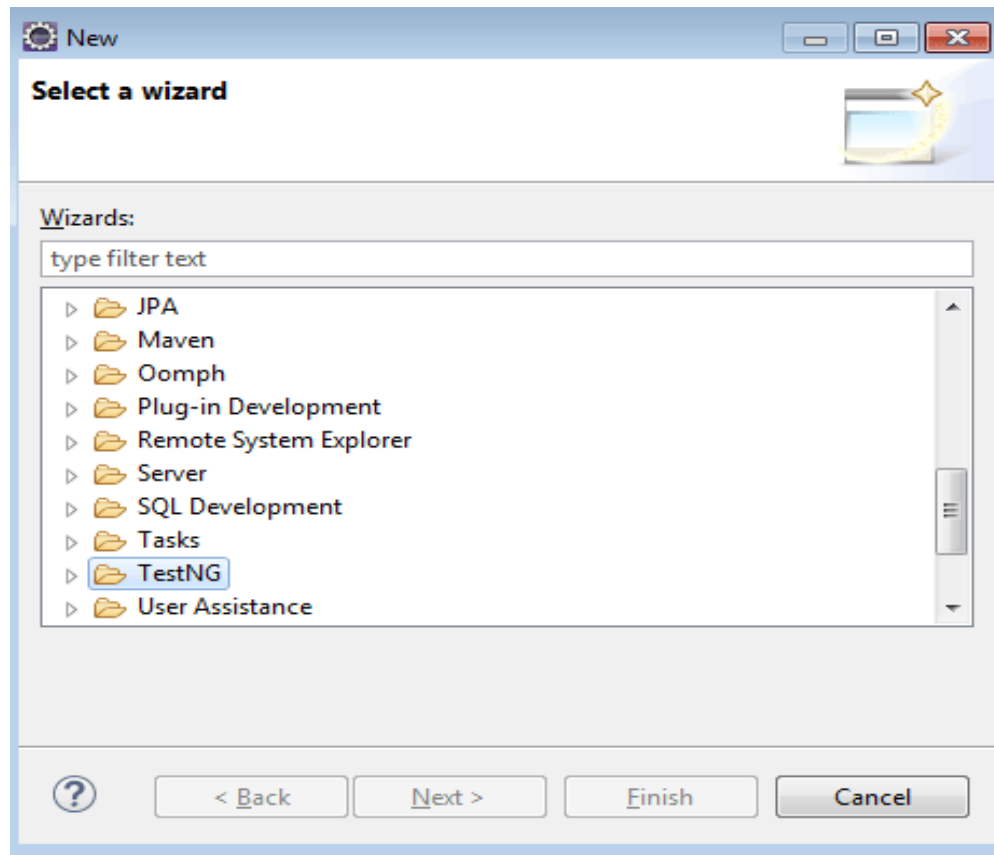 New
Select a wizard
Wizards:
type filter text
JPA
Maven
Oomph
Plug-in Development
Remote System Explorer
Server
SQL Development
Tasks
TestNG
User Assistance
? < Back Next > Finish Cancel